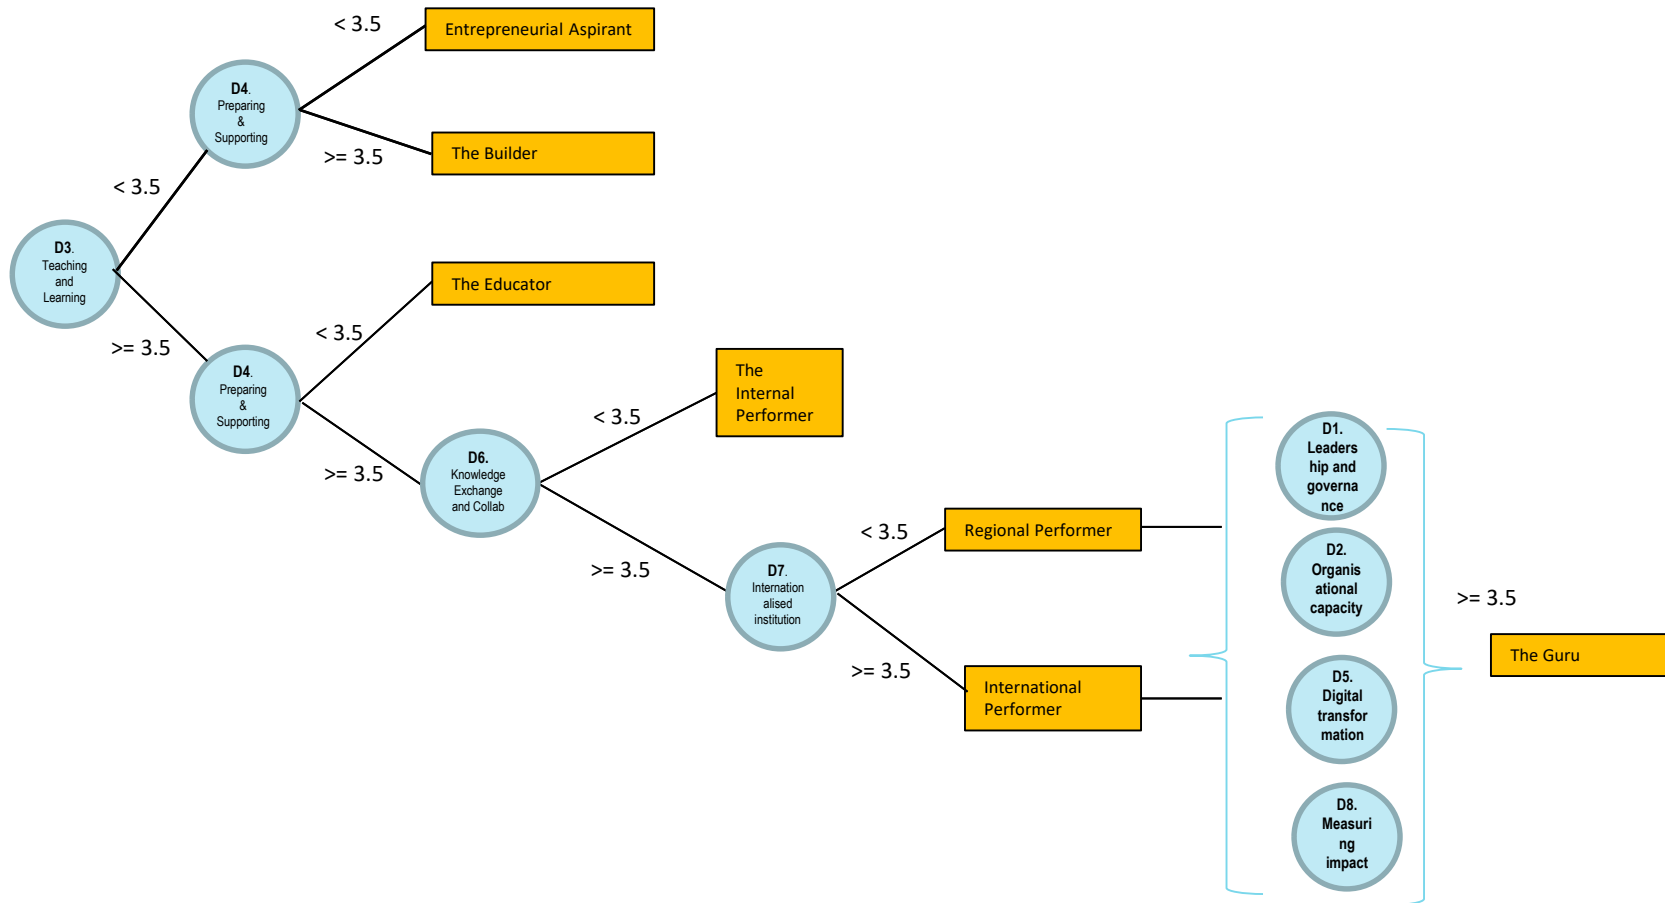 < 3.5
Entrepreneurial Aspirant
D4.
Preparing
&
Supporting
>= 3.5
The Builder
< 3.5
D3.
Teaching
and
Learning
>= 3.5
The Educator
< 3.5
D4.
Preparing
&
Supporting
>= 3.5
The
Internal
Performer
< 3.5
D6.
Knowledge
Exchange
and Collab
>= 3.5
D7.
Internation
alised
institution
< 3.5
Regional Performer
>= 3.5
International
Performer
D1.
Leaders
hip and
governa
nce
D2.
Organis
ational
capacity
D5.
Digital
transfor
mation
D8.
Measuri
ng
impact
>= 3.5
The Guru